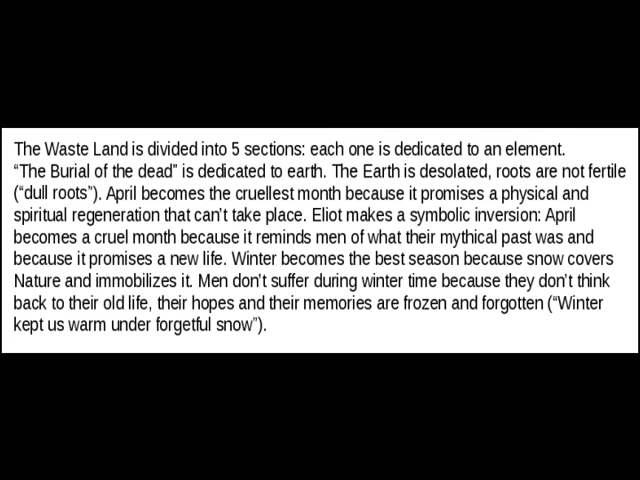 The Waste Land is divided into 5 sections: each one is dedicated to an element.
“The Burial of the dead” is dedicated to earth. The Earth is desolated, roots are not fertile
(“dull roots”). April becomes the cruellest month because it promises a physical and
spiritual regeneration that can’t take place. Eliot makes a symbolic inversion: April
becomes a cruel month because it reminds men of what their mythical past was and
because it promises a new life. Winter becomes the best season because snow covers
Nature and immobilizes it. Men don’t suffer during winter time because they don’t think
back to their old life, their hopes and their memories are frozen and forgotten (“Winter
kept us warm under forgetful snow”).